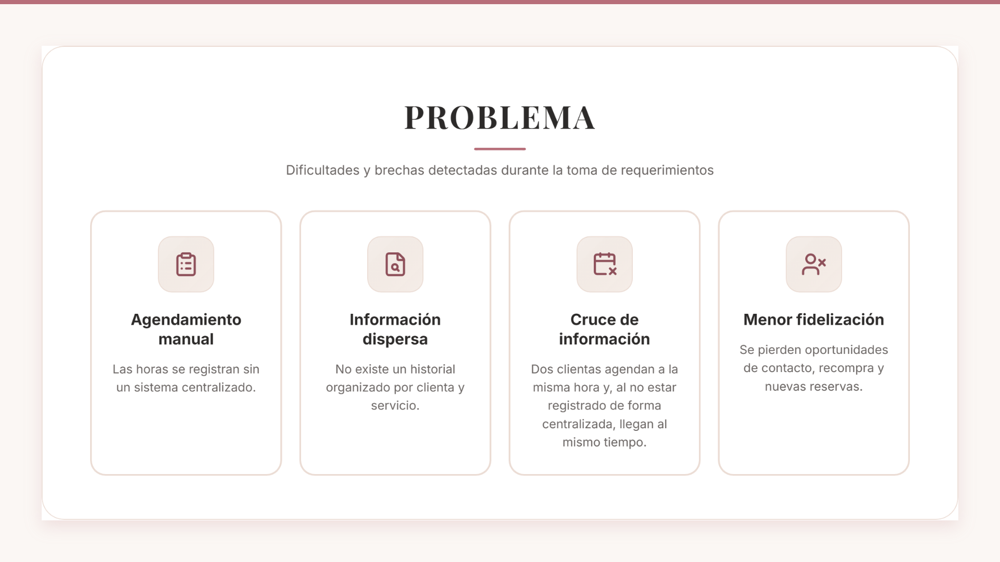 PROBLEMA
Dificultades y brechas detectadas durante la toma de requerimientos
Agendamiento
manual
Las horas se registran sin
un sistema centralizado.
Información
dispersa
No existe un historial
organizado por clienta y
servicio.
Cruce de
información
Dos clientas agendan a la
misma hora y, al no estar
registrado de forma
centralizada, llegan al
mismo tiempo.
Menor fidelización
Se pierden oportunidades
de contacto, recompra y
nuevas reservas.